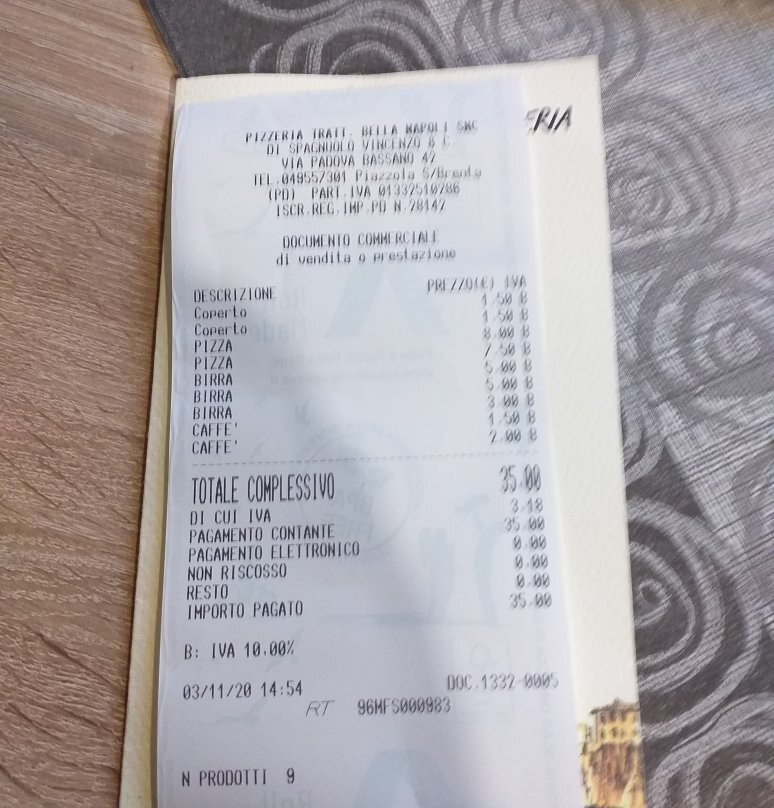 ERIA
PIZZERIA TRATT. BELLA NAPOLI SNC
DI SPAGNUOLO VINCENZO & C.
VIA PADOVA BASSANO 42
TEL.04955/301 Piazzola S/Brenta
(PD) PART.IVA 01332510286
ISCR.REG.IMP.PD N.28142
DOCUMENTO COMMERCIALE
di vendita o prestazione
DESCRIZIONE PREZZO(€) IVA
Coperto 1.50 B
Coperto 1.50 B
PIZZA 8.00 B
PIZZA 7.50 B
BIRRA 5.00 B
BIRRA 5.00 B
BIRRA 3.00 B
CAFFE' 1.50 B
CAFFE' 2.00 B
TOTALE COMPLESSIVO 35.00
DI CUI IVA 3.18
PAGAMENTO CONTANTE 35.00
PAGAMENTO ELETTRONICO 0.00
NON RISCOSSO 0.00
RESTO 0.00
IMPORTO PAGATO 35.00
B: IVA 10.00%
03/11/20 14:54 DOC.1332-0005
RT 96MFS000983
N PRODOTTI 9